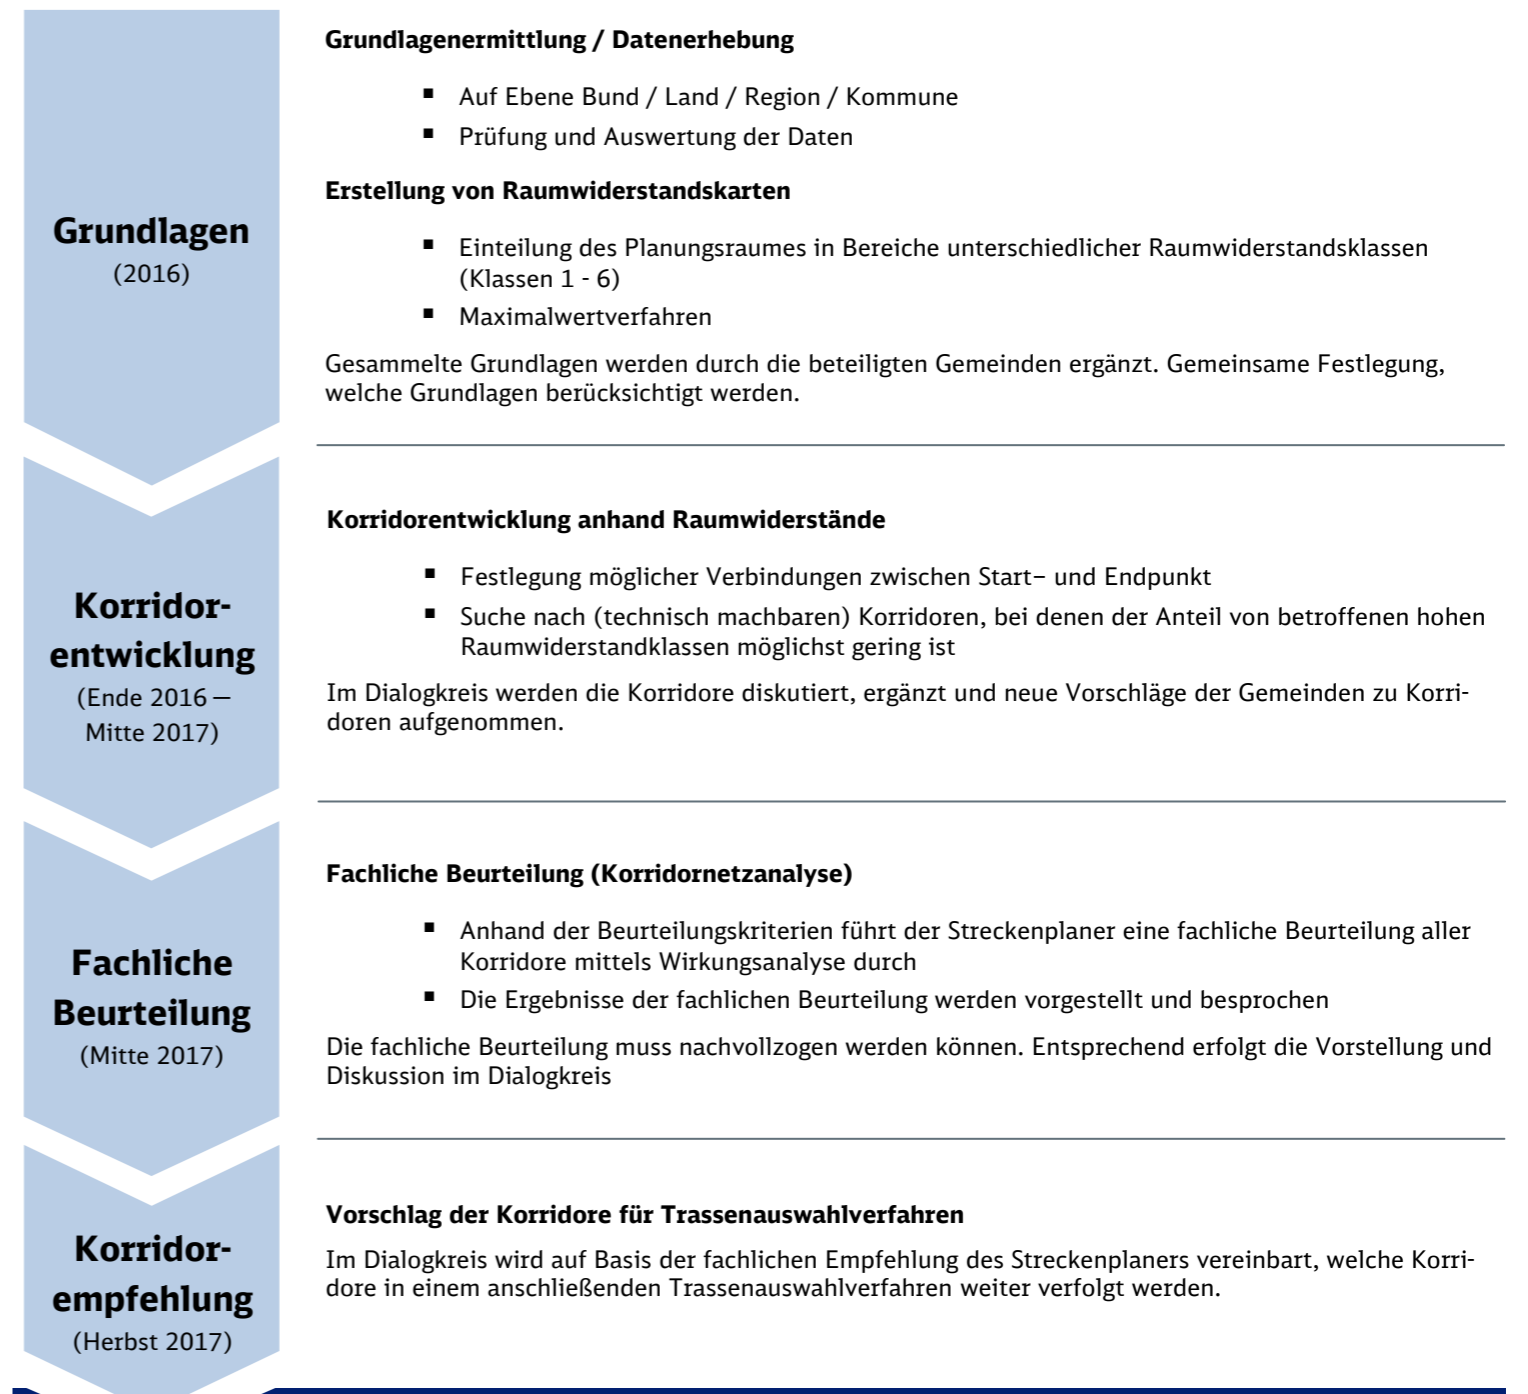 Grundlagen
(2016)
Grundlagenermittlung / Datenerhebung
▪ Auf Ebene Bund / Land / Region / Kommune
▪ Prüfung und Auswertung der Daten
Erstellung von Raumwiderstandskarten
▪ Einteilung des Planungsraumes in Bereiche unterschiedlicher Raumwiderstandsklassen
(Klassen 1 - 6)
▪ Maximalwertverfahren
Gesammelte Grundlagen werden durch die beteiligten Gemeinden ergänzt. Gemeinsame Festlegung,
welche Grundlagen berücksichtigt werden.
Korridor-
entwicklung
(Ende 2016 —
Mitte 2017)
Korridorentwicklung anhand Raumwiderstände
▪ Festlegung möglicher Verbindungen zwischen Start– und Endpunkt
▪ Suche nach (technisch machbaren) Korridoren, bei denen der Anteil von betroffenen hohen
Raumwiderstandklassen möglichst gering ist
Im Dialogkreis werden die Korridore diskutiert, ergänzt und neue Vorschläge der Gemeinden zu Korri-
doren aufgenommen.
Fachliche
Beurteilung
(Mitte 2017)
Fachliche Beurteilung (Korridornetzanalyse)
▪ Anhand der Beurteilungskriterien führt der Streckenplaner eine fachliche Beurteilung aller
Korridore mittels Wirkungsanalyse durch
▪ Die Ergebnisse der fachlichen Beurteilung werden vorgestellt und besprochen
Die fachliche Beurteilung muss nachvollzogen werden können. Entsprechend erfolgt die Vorstellung und
Diskussion im Dialogkreis
Korridor-
empfehlung
(Herbst 2017)
Vorschlag der Korridore für Trassenauswahlverfahren
Im Dialogkreis wird auf Basis der fachlichen Empfehlung des Streckenplaners vereinbart, welche Korri-
dore in einem anschließenden Trassenauswahlverfahren weiter verfolgt werden.